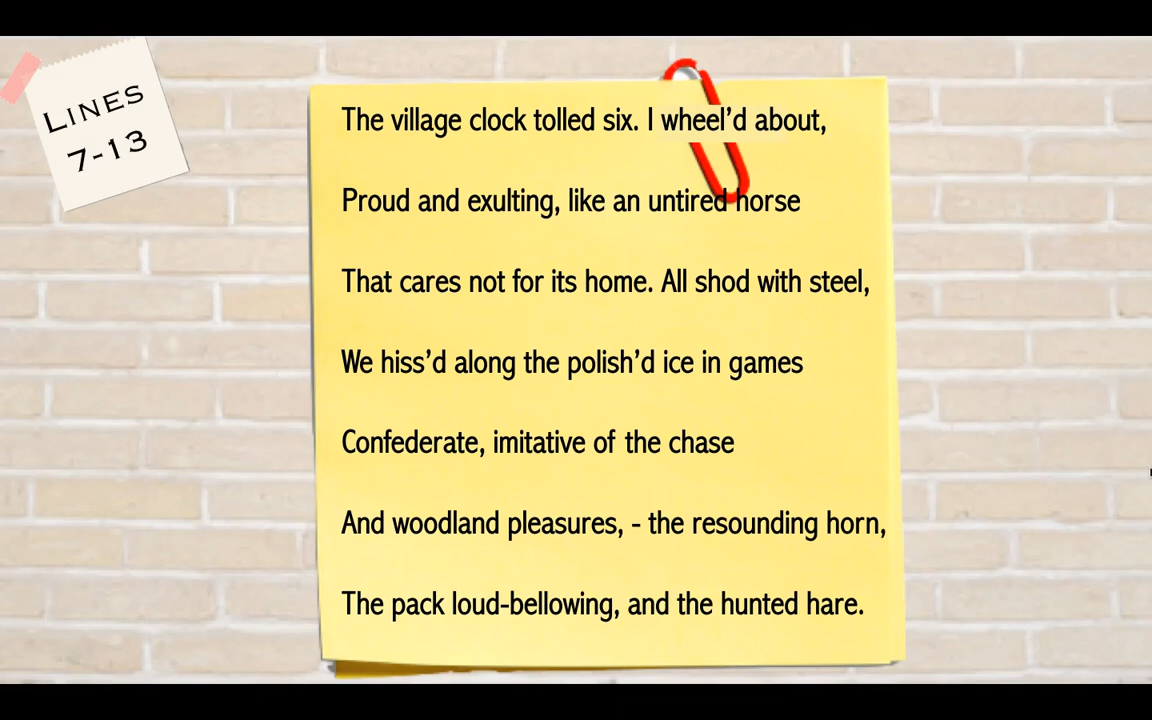 LINES
7-13
The village clock tolled six. I wheel’d about,
Proud and exulting, like an untired horse
That cares not for its home. All shod with steel,
We hiss’d along the polish’d ice in games
Confederate, imitative of the chase
And woodland pleasures, - the resounding horn,
The pack loud-bellowing, and the hunted hare.